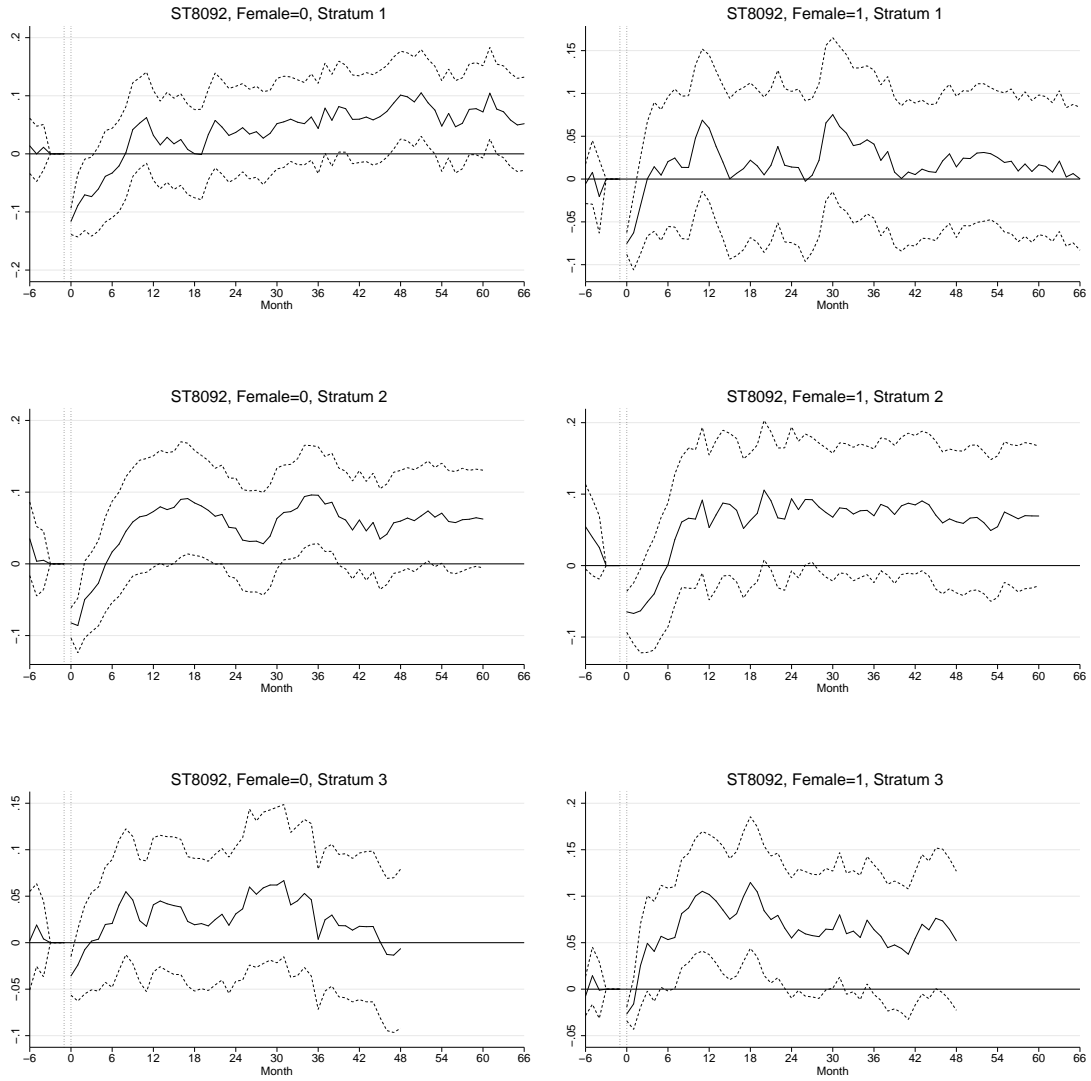 ST8092, Female=0, Stratum 1
.2
.1
0
−.1
−.2
−6 0 6 12 18 24 30 36 42 48 54 60 66
Month
ST8092, Female=1, Stratum 1
.15
.1
.05
0
−.05
−.1
−6 0 6 12 18 24 30 36 42 48 54 60 66
Month
ST8092, Female=0, Stratum 2
.2
.1
0
−.1
−6 0 6 12 18 24 30 36 42 48 54 60 66
Month
ST8092, Female=1, Stratum 2
.2
.1
0
−.1
−6 0 6 12 18 24 30 36 42 48 54 60 66
Month
ST8092, Female=0, Stratum 3
.15
.1
.05
0
−.05
−.1
−6 0 6 12 18 24 30 36 42 48 54 60 66
Month
ST8092, Female=1, Stratum 3
.2
.15
.1
.05
0
−.05
−6 0 6 12 18 24 30 36 42 48 54 60 66
Month